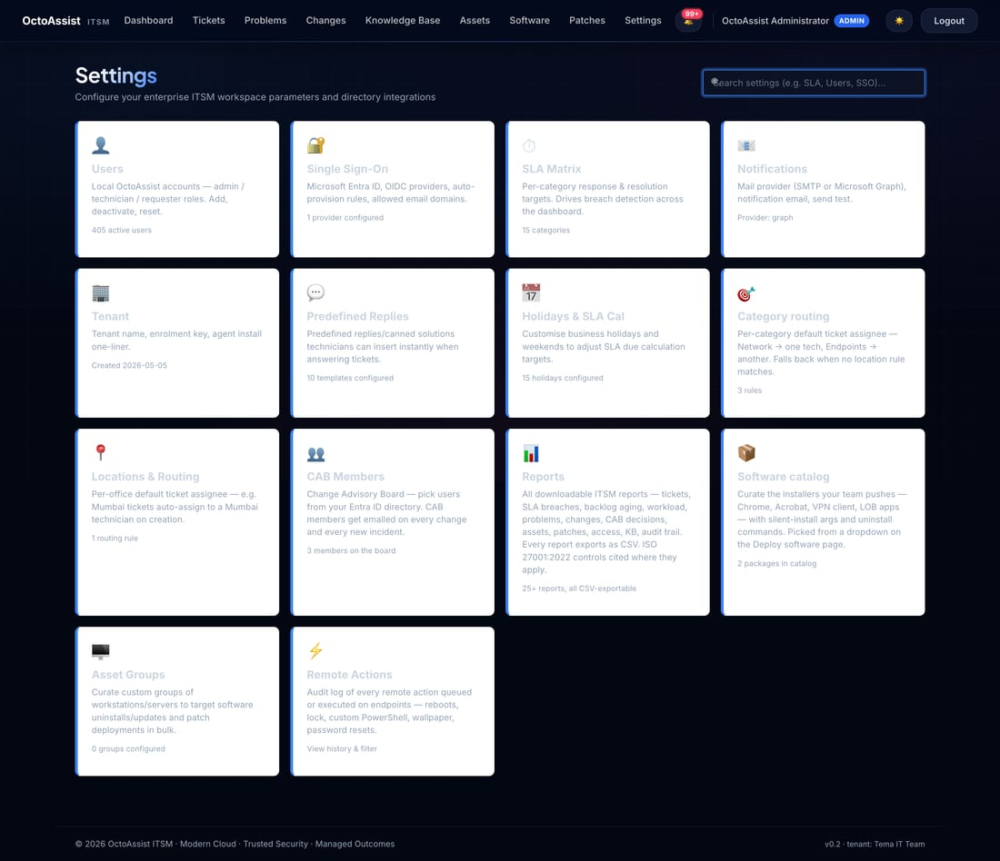 OctoAssist ITSM Dashboard Tickets Problems Changes Knowledge Base Assets Software Patches Settings 99+ OctoAssist Administrator ADMIN Logout
Settings
Configure your enterprise ITSM workspace parameters and directory integrations
Search settings (e.g. SLA, Users, SSO)...
Users
Local OctoAssist accounts — admin /
technician / requester roles. Add,
deactivate, reset.
405 active users
Single Sign-On
Microsoft Entra ID, OIDC providers, auto-
provision rules, allowed email domains.
1 provider configured
SLA Matrix
Per-category response & resolution
targets. Drives breach detection across
the dashboard.
15 categories
Notifications
Mail provider (SMTP or Microsoft Graph),
notification email, send test.
Provider: graph
Tenant
Tenant name, enrolment key, agent install
one-liner.
Created 2026-05-05
Predefined Replies
Predefined replies/canned solutions
technicians can insert instantly when
answering tickets.
10 templates configured
17
Holidays & SLA Cal
Customise business holidays and
weekends to adjust SLA due calculation
targets.
15 holidays configured
Category routing
Per-category default ticket assignee —
Network → one tech, Endpoints →
another. Falls back when no location rule
matches.
3 rules
Locations & Routing
Per-office default ticket assignee — e.g.
Mumbai tickets auto-assign to a Mumbai
technician on creation.
1 routing rule
CAB Members
Change Advisory Board — pick users
from your Entra ID directory. CAB
members get emailed on every change
and every new incident.
3 members on the board
Reports
All downloadable ITSM reports — tickets,
SLA breaches, backlog aging, workload,
problems, changes, CAB decisions,
assets, patches, access, KB, audit trail.
Every report exports as CSV. ISO
27001:2022 controls cited where they
apply.
25+ reports, all CSV-exportable
Software catalog
Curate the installers your team pushes —
Chrome, Acrobat, VPN client, LOB apps
— with silent-install args and uninstall
commands. Picked from a dropdown on
the Deploy software page.
2 packages in catalog
Asset Groups
Curate custom groups of
workstations/servers to target software
uninstalls/updates and patch
deployments in bulk.
0 groups configured
Remote Actions
Audit log of every remote action queued
or executed on endpoints — reboots,
lock, custom PowerShell, wallpaper,
password resets.
View history & filter
© 2026 OctoAssist ITSM · Modern Cloud · Trusted Security · Managed Outcomes
v0.2 · tenant: Tema IT Team